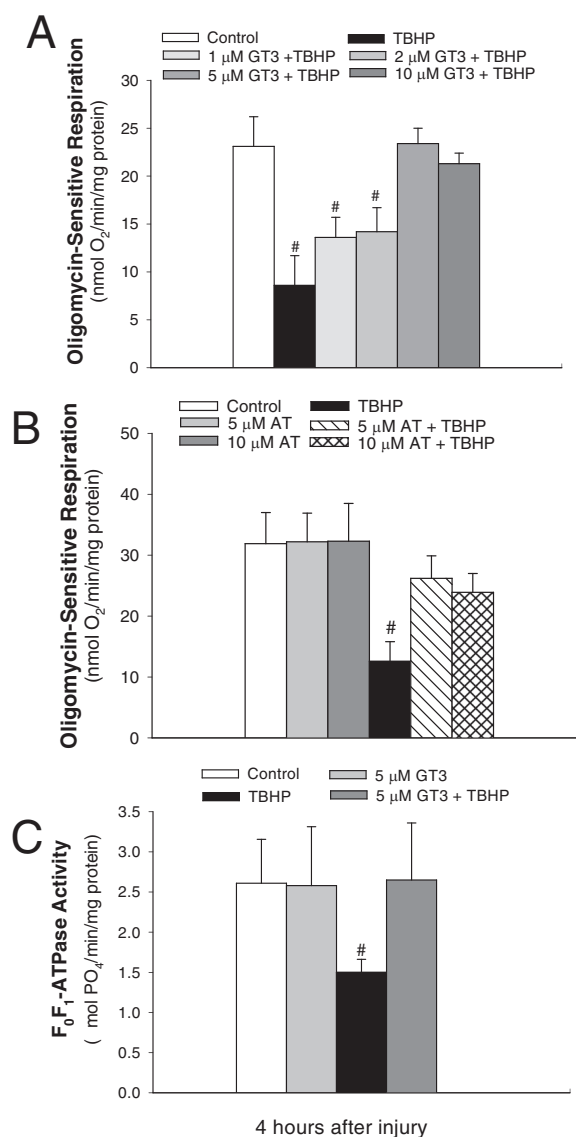 A
Control TBHP
1 μM GT3 +TBHP 2 μM GT3 + TBHP
5 μM GT3 + TBHP 10 μM GT3 + TBHP
Oligomycin-Sensitive Respiration
(nmol O2/min/mg protein)
30
25
20
15
10
5
0
#
#
#
B
Control TBHP
5 μM AT 5 μM AT + TBHP
10 μM AT 10 μM AT + TBHP
Oligomycin-Sensitive Respiration
(nmol O2/min/mg protein)
50
40
30
20
10
0
#
C
Control 5 μM GT3
TBHP 5 μM GT3 + TBHP
F0F1-ATPase Activity
( mol PO4/min/mg protein)
3.5
3.0
2.5
2.0
1.5
1.0
0.5
0.0
#
4 hours after injury